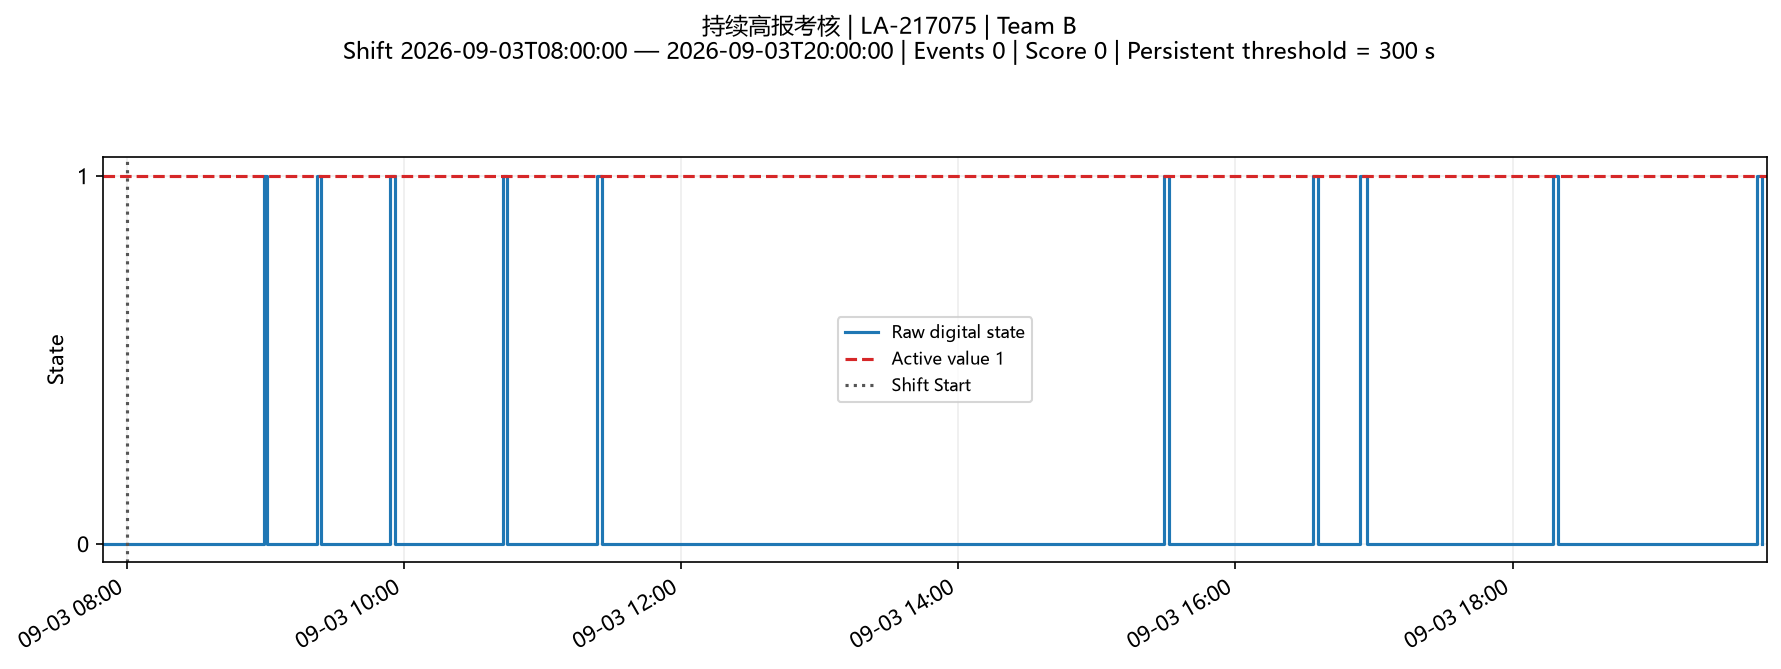 持续高报考核 | LA-217075 | Team B
Shift 2026-09-03T08:00:00 — 2026-09-03T20:00:00 | Events 0 | Score 0 | Persistent threshold = 300 s
State
1
0
Raw digital state
Active value 1
Shift Start
09-03 08:00
09-03 10:00
09-03 12:00
09-03 14:00
09-03 16:00
09-03 18:00